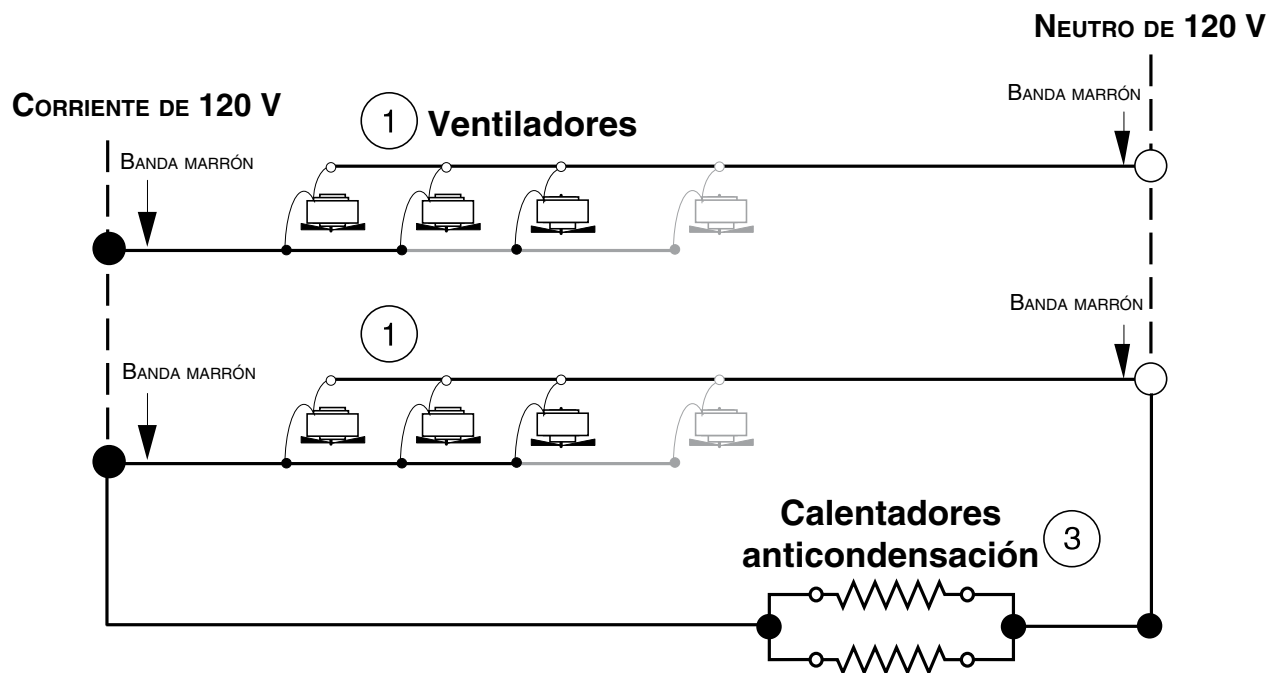 NEUTRO DE 120 V
BANDA MARRÓN
CORRIENTE DE 120 V
1 Ventiladores
BANDA MARRÓN
BANDA MARRÓN
1
BANDA MARRÓN
Calentadores
anticondensación 3